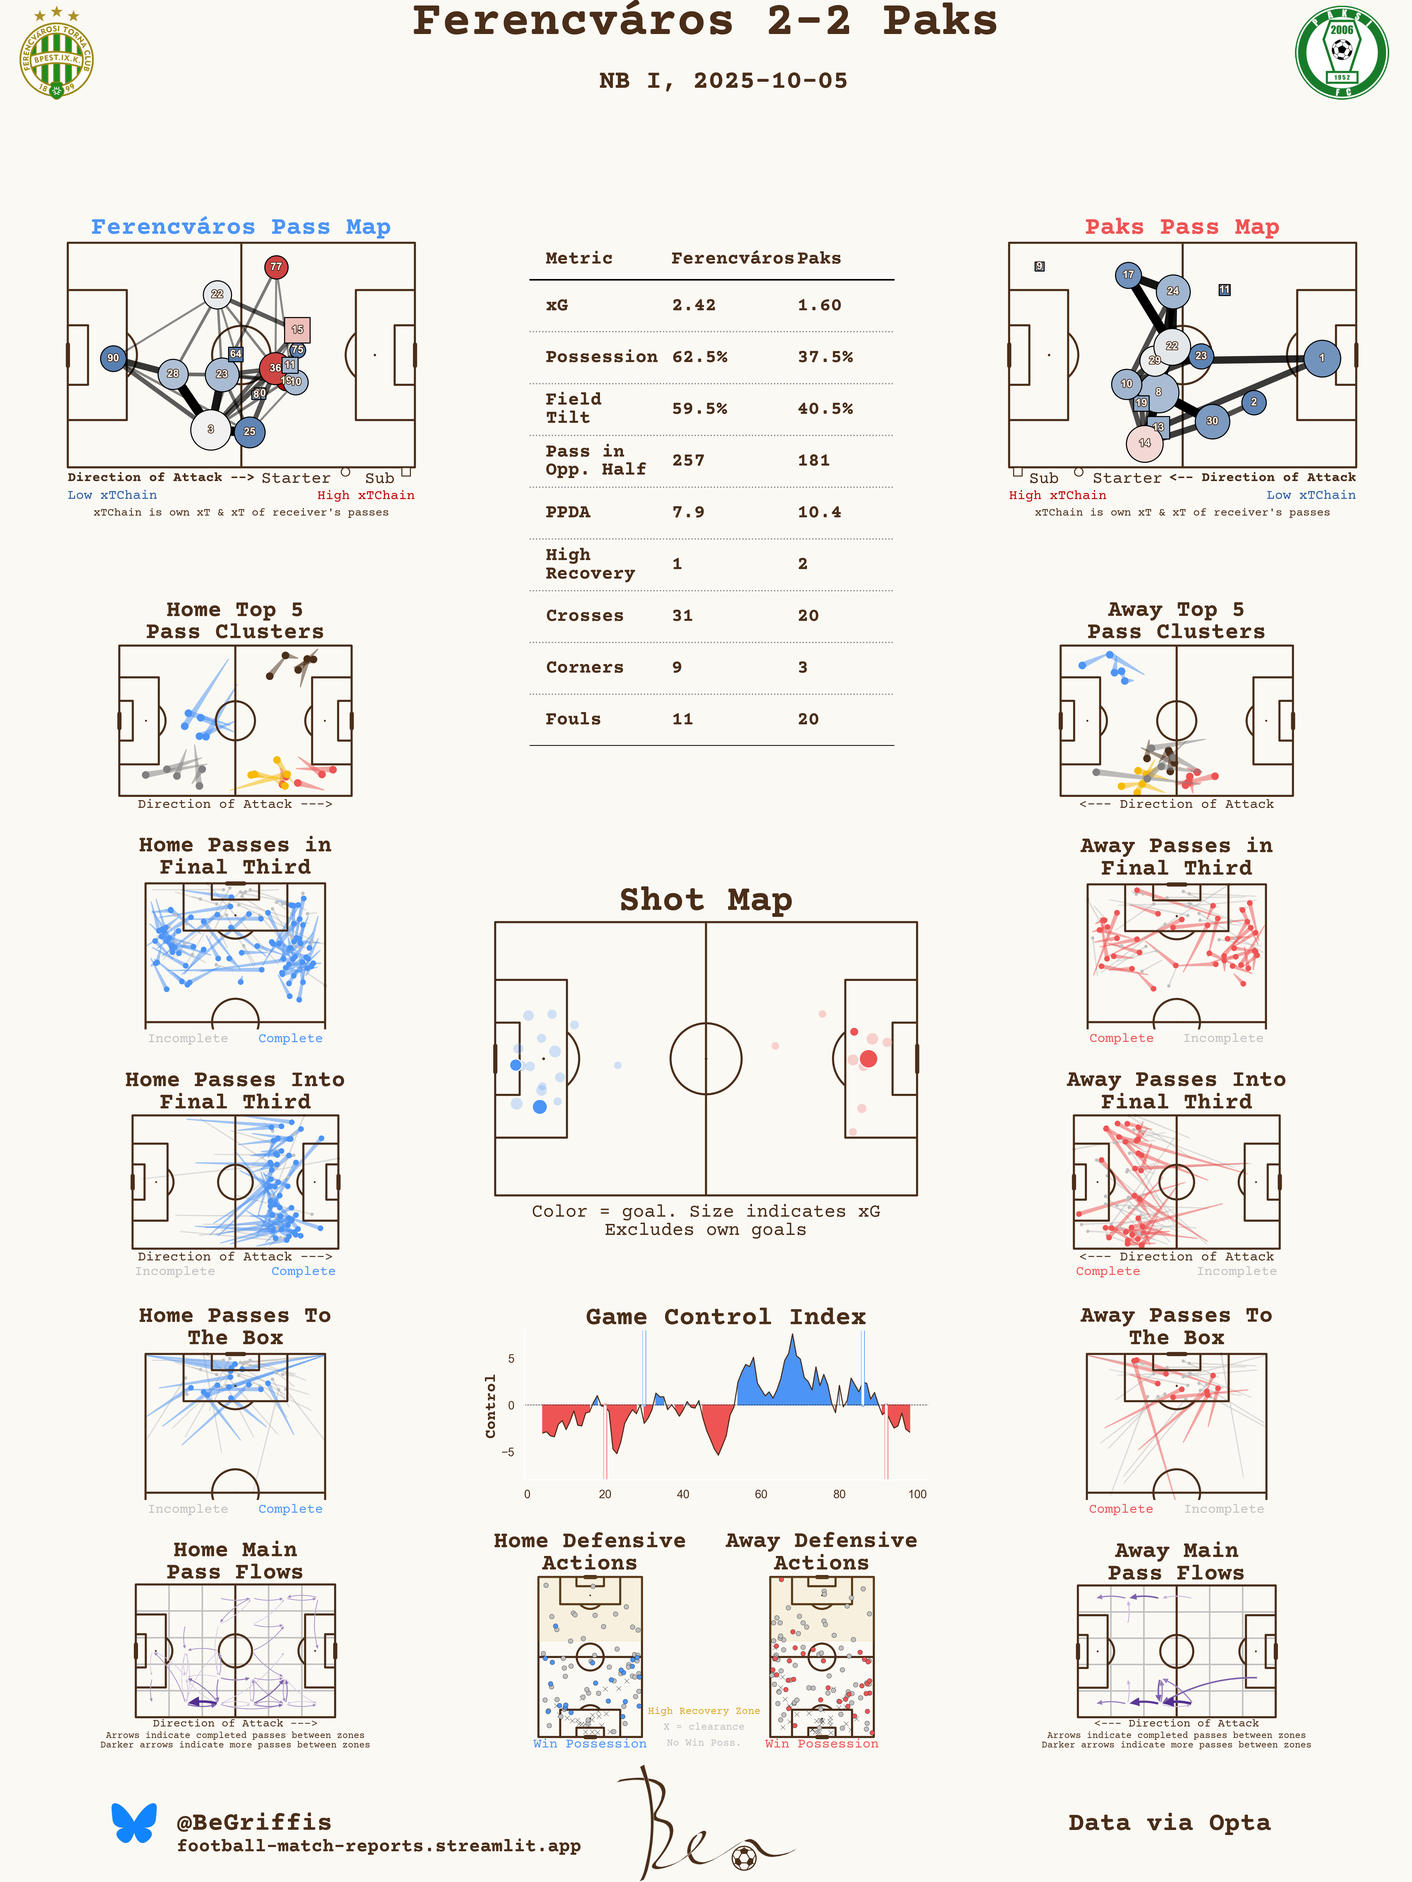 Ferencváros 2-2 Paks
NB I, 2025-10-05
FERENCVÁROSI TORNA CLUB
BPEST.IX.K.
18 99
PAKSI
2006
1952
FC
Ferencváros Pass Map
77
22
15
90
64
75
28
23
36
11
10
3
25
Direction of Attack --> Starter Sub
Low xTChain High xTChain
xTChain is own xT & xT of receiver's passes
Metric Ferencváros Paks
xG 2.42 1.60
Possession 62.5% 37.5%
Field
Tilt 59.5% 40.5%
Pass in
Opp. Half 257 181
PPDA 7.9 10.4
High
Recovery 1 2
Crosses 31 20
Corners 9 3
Fouls 11 20
Paks Pass Map
9
17
24
11
22
29
23
1
10
8
19
2
13
30
14
Sub Starter <-- Direction of Attack
High xTChain Low xTChain
xTChain is own xT & xT of receiver's passes
Home Top 5
Pass Clusters
Direction of Attack --->
Away Top 5
Pass Clusters
<--- Direction of Attack
Home Passes in
Final Third
Incomplete Complete
Away Passes in
Final Third
Complete Incomplete
Shot Map
Color = goal. Size indicates xG
Excludes own goals
Home Passes Into
Final Third
Direction of Attack --->
Incomplete Complete
Away Passes Into
Final Third
<--- Direction of Attack
Complete Incomplete
Home Passes To
The Box
Incomplete Complete
Game Control Index
Control
5
0
−5
0 20 40 60 80 100
Away Passes To
The Box
Complete Incomplete
Home Main
Pass Flows
Direction of Attack --->
Arrows indicate completed passes between zones
Darker arrows indicate more passes between zones
Home Defensive
Actions
Win Possession
High Recovery Zone
X = clearance
No Win Poss.
Away Defensive
Actions
Win Possession
Away Main
Pass Flows
<--- Direction of Attack
Arrows indicate completed passes between zones
Darker arrows indicate more passes between zones
@BeGriffis
football-match-reports.streamlit.app
Ben
Data via Opta